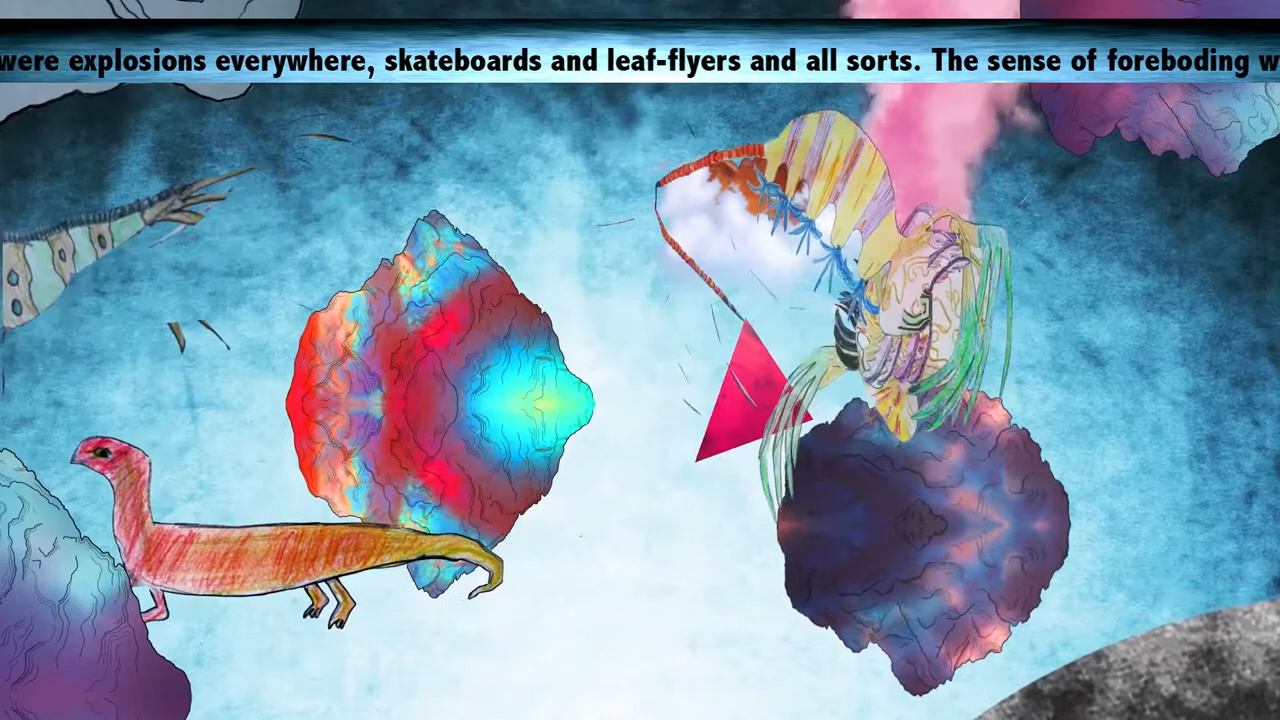 were explosions everywhere, skateboards and leaf-flyers and all sorts. The sense of foreboding